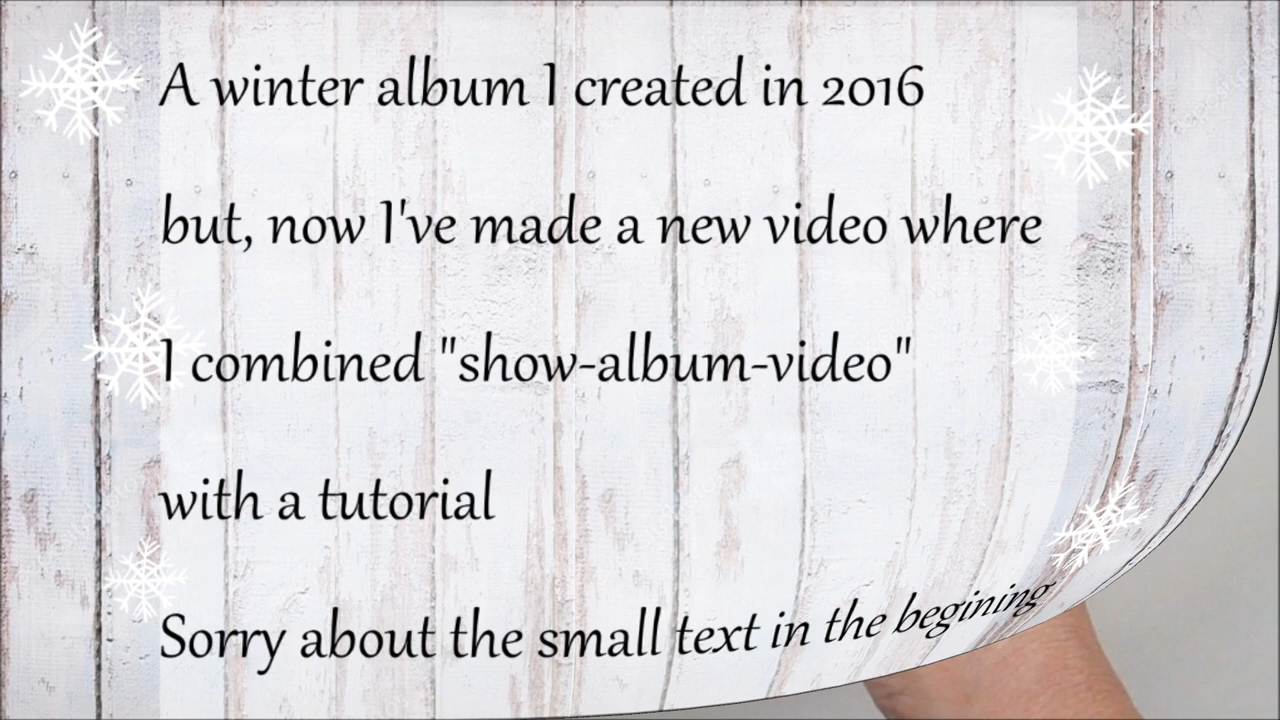 A winter album I created in 2016
but, now I've made a new video where
I combined "show-album-video"
with a tutorial
Sorry about the small text in the begining